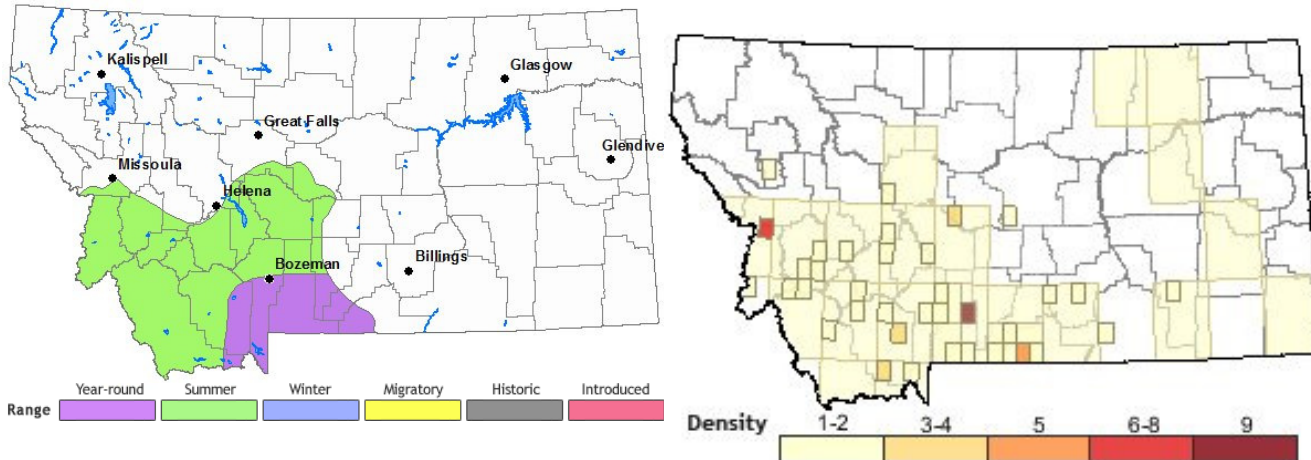 Kalispell
Glasgow
Great Falls
Glendive
Missoula
Helena
Bozeman
Billings
Range
Year-round
Summer
Winter
Migratory
Historic
Introduced
Density
1-2
3-4
5
6-8
9